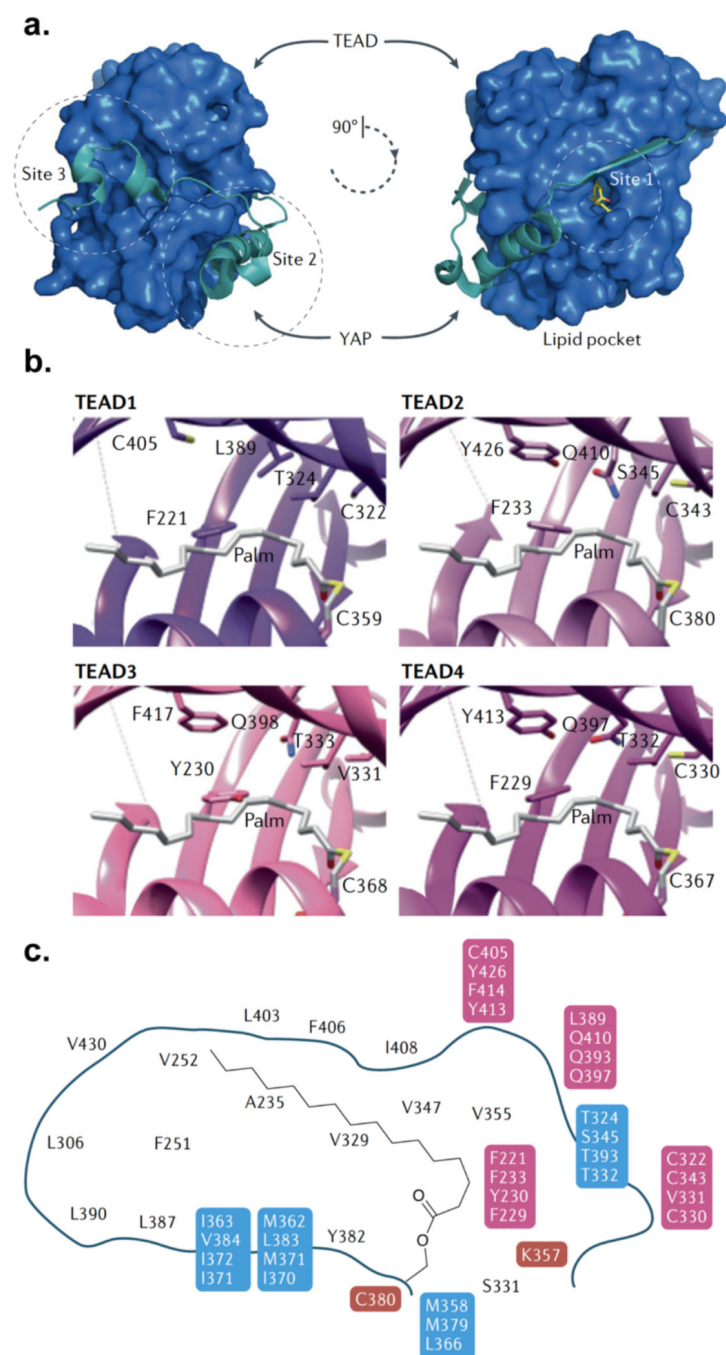 a.
TEAD
90°
Site 3
Site 1
Site 2
YAP
Lipid pocket
b.
TEAD1
C405
L389
T324
C322
F221
Palm
C359
TEAD2
Y426
Q410
S345
C343
F233
Palm
C380
TEAD3
F417
Q398
T333
V331
Y230
Palm
C368
TEAD4
Y413
Q397
T332
C330
F229
Palm
C367
c.
C405
Y426
F414
Y413
L403
F406
I408
V430
V252
L389
Q410
Q393
Q397
A235
V347
V355
T324
S345
T393
T332
L306
F251
V329
F221
F233
Y230
F229
C322
C343
V331
C330
L390
L387
I363
V384
I372
I371
M362
L383
M371
I370
Y382
O
O
K357
C380
S331
M358
M379
L366